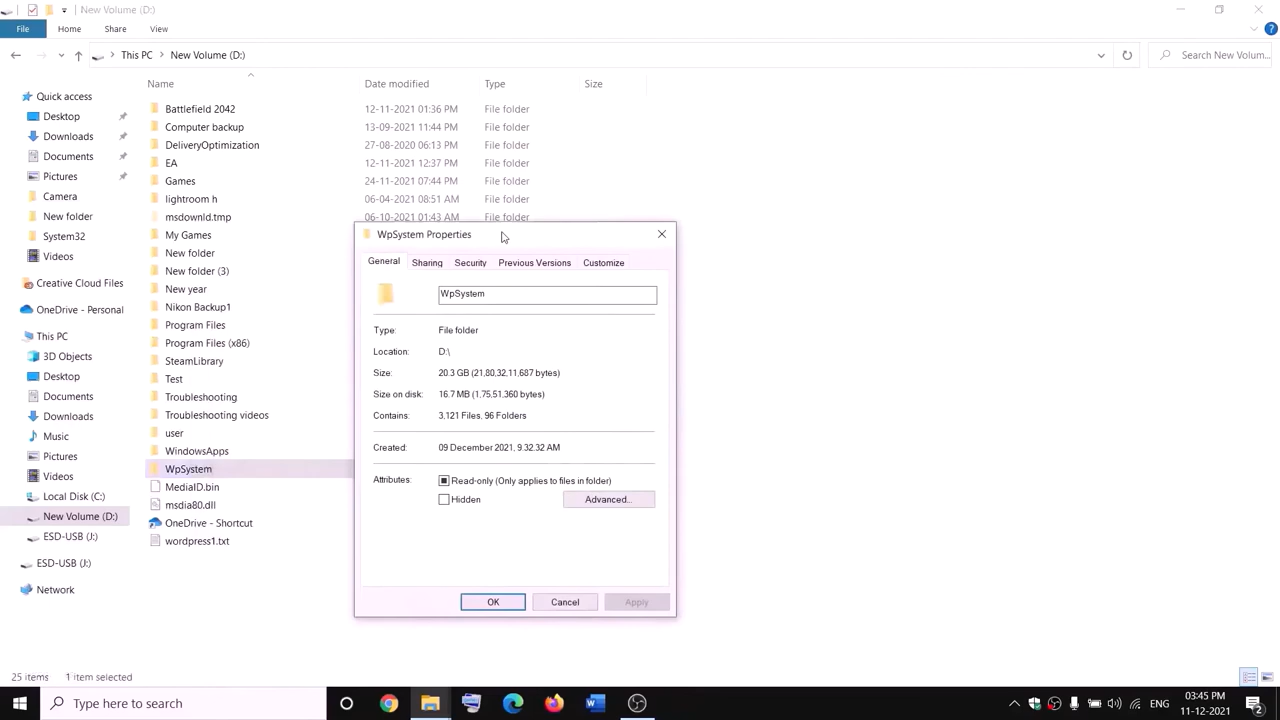 New Volume (D:)
File Home Share View
This PC New Volume (D:) Search New Volum...
Name Date modified Type Size
Quick access
Desktop
Downloads
Documents
Pictures
Camera
New folder
System32
Videos
Creative Cloud Files
OneDrive - Personal
This PC
3D Objects
Desktop
Documents
Downloads
Music
Pictures
Videos
Local Disk (C:)
New Volume (D:)
ESD-USB (J:)
ESD-USB (J:)
Network
Battlefield 2042 12-11-2021 01:36 PM File folder
Computer backup 13-09-2021 11:44 PM File folder
DeliveryOptimization 27-08-2020 06:13 PM File folder
EA 12-11-2021 12:37 PM File folder
Games 24-11-2021 07:44 PM File folder
lightroom h 06-04-2021 08:51 AM File folder
msdownld.tmp 06-10-2021 01:43 AM File folder
My Games
New folder
New folder (3)
New year
Nikon Backup1
Program Files
Program Files (x86)
SteamLibrary
Test
Troubleshooting
Troubleshooting videos
user
WindowsApps
WpSystem
MediaID.bin
msdia80.dll
OneDrive - Shortcut
wordpress1.txt
WpSystem Properties
General Sharing Security Previous Versions Customize
WpSystem
Type: File folder
Location: D:\
Size: 20.3 GB (21,80,32,11,687 bytes)
Size on disk: 16.7 MB (1,75,51,360 bytes)
Contains: 3,121 Files, 96 Folders
Created: 09 December 2021, 9.32.32 AM
Attributes: Read-only (Only applies to files in folder)
Hidden Advanced...
OK Cancel Apply
25 items 1 item selected
Type here to search
ENG
03:45 PM
11-12-2021
2